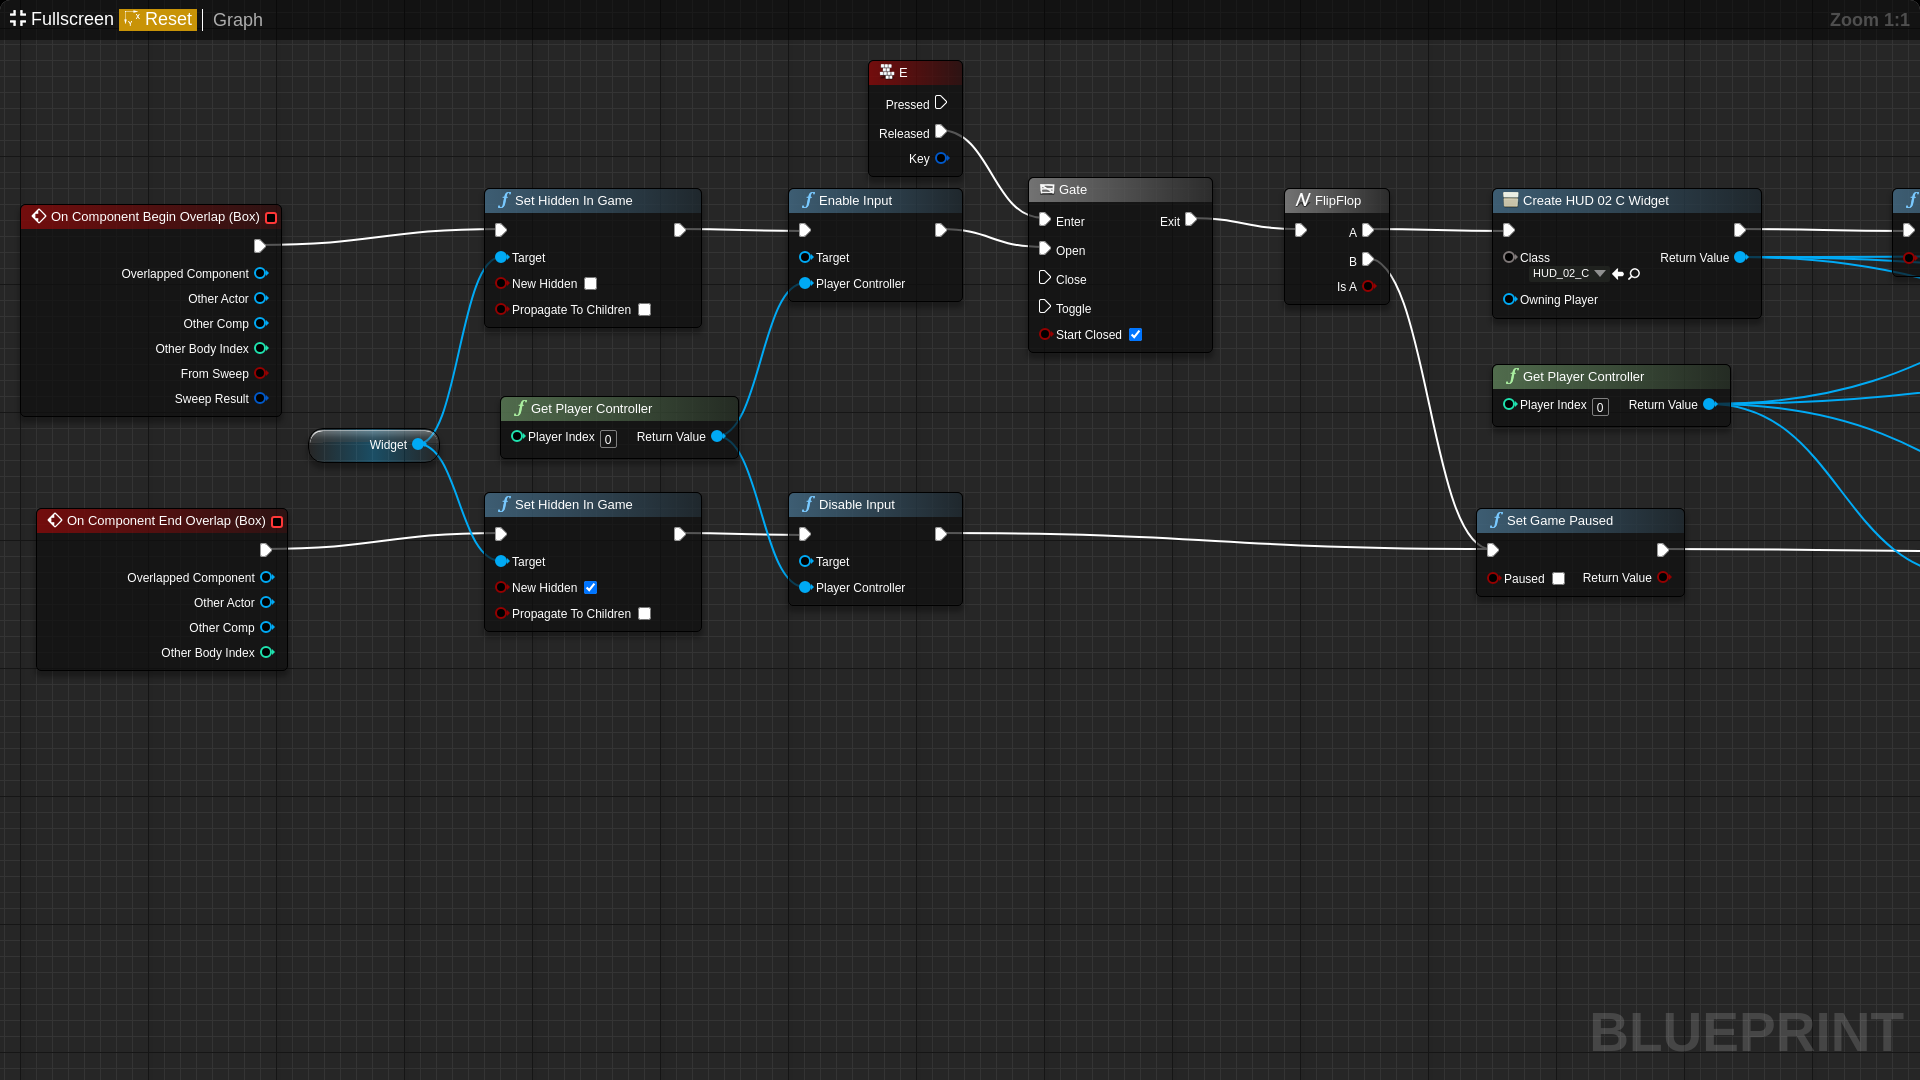 Fullscreen Reset Graph
Zoom 1:1
E
Pressed
Released
Key
On Component Begin Overlap (Box)
Overlapped Component
Other Actor
Other Comp
Other Body Index
From Sweep
Sweep Result
Set Hidden In Game
Target
New Hidden
Propagate To Children
Enable Input
Target
Player Controller
Gate
Enter Exit
Open
Close
Toggle
Start Closed
FlipFlop
A
B
Is A
Create HUD 02 C Widget
Class Return Value
HUD_02_C
Owning Player
Get Player Controller
Player Index 0 Return Value
Widget
Get Player Controller
Player Index 0 Return Value
On Component End Overlap (Box)
Overlapped Component
Other Actor
Other Comp
Other Body Index
Set Hidden In Game
Target
New Hidden
Propagate To Children
Disable Input
Target
Player Controller
Set Game Paused
Paused Return Value
BLUEPRINT